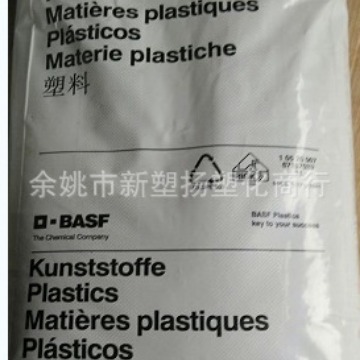 Matières plastiques
Plásticos
Materie plastiche
塑料
余姚市新塑扬塑化商行
BASF
The Chemical Company
BASF Plastics
key to your success
Kunststoffe
Plastics
Matières plastiques
Plásticos